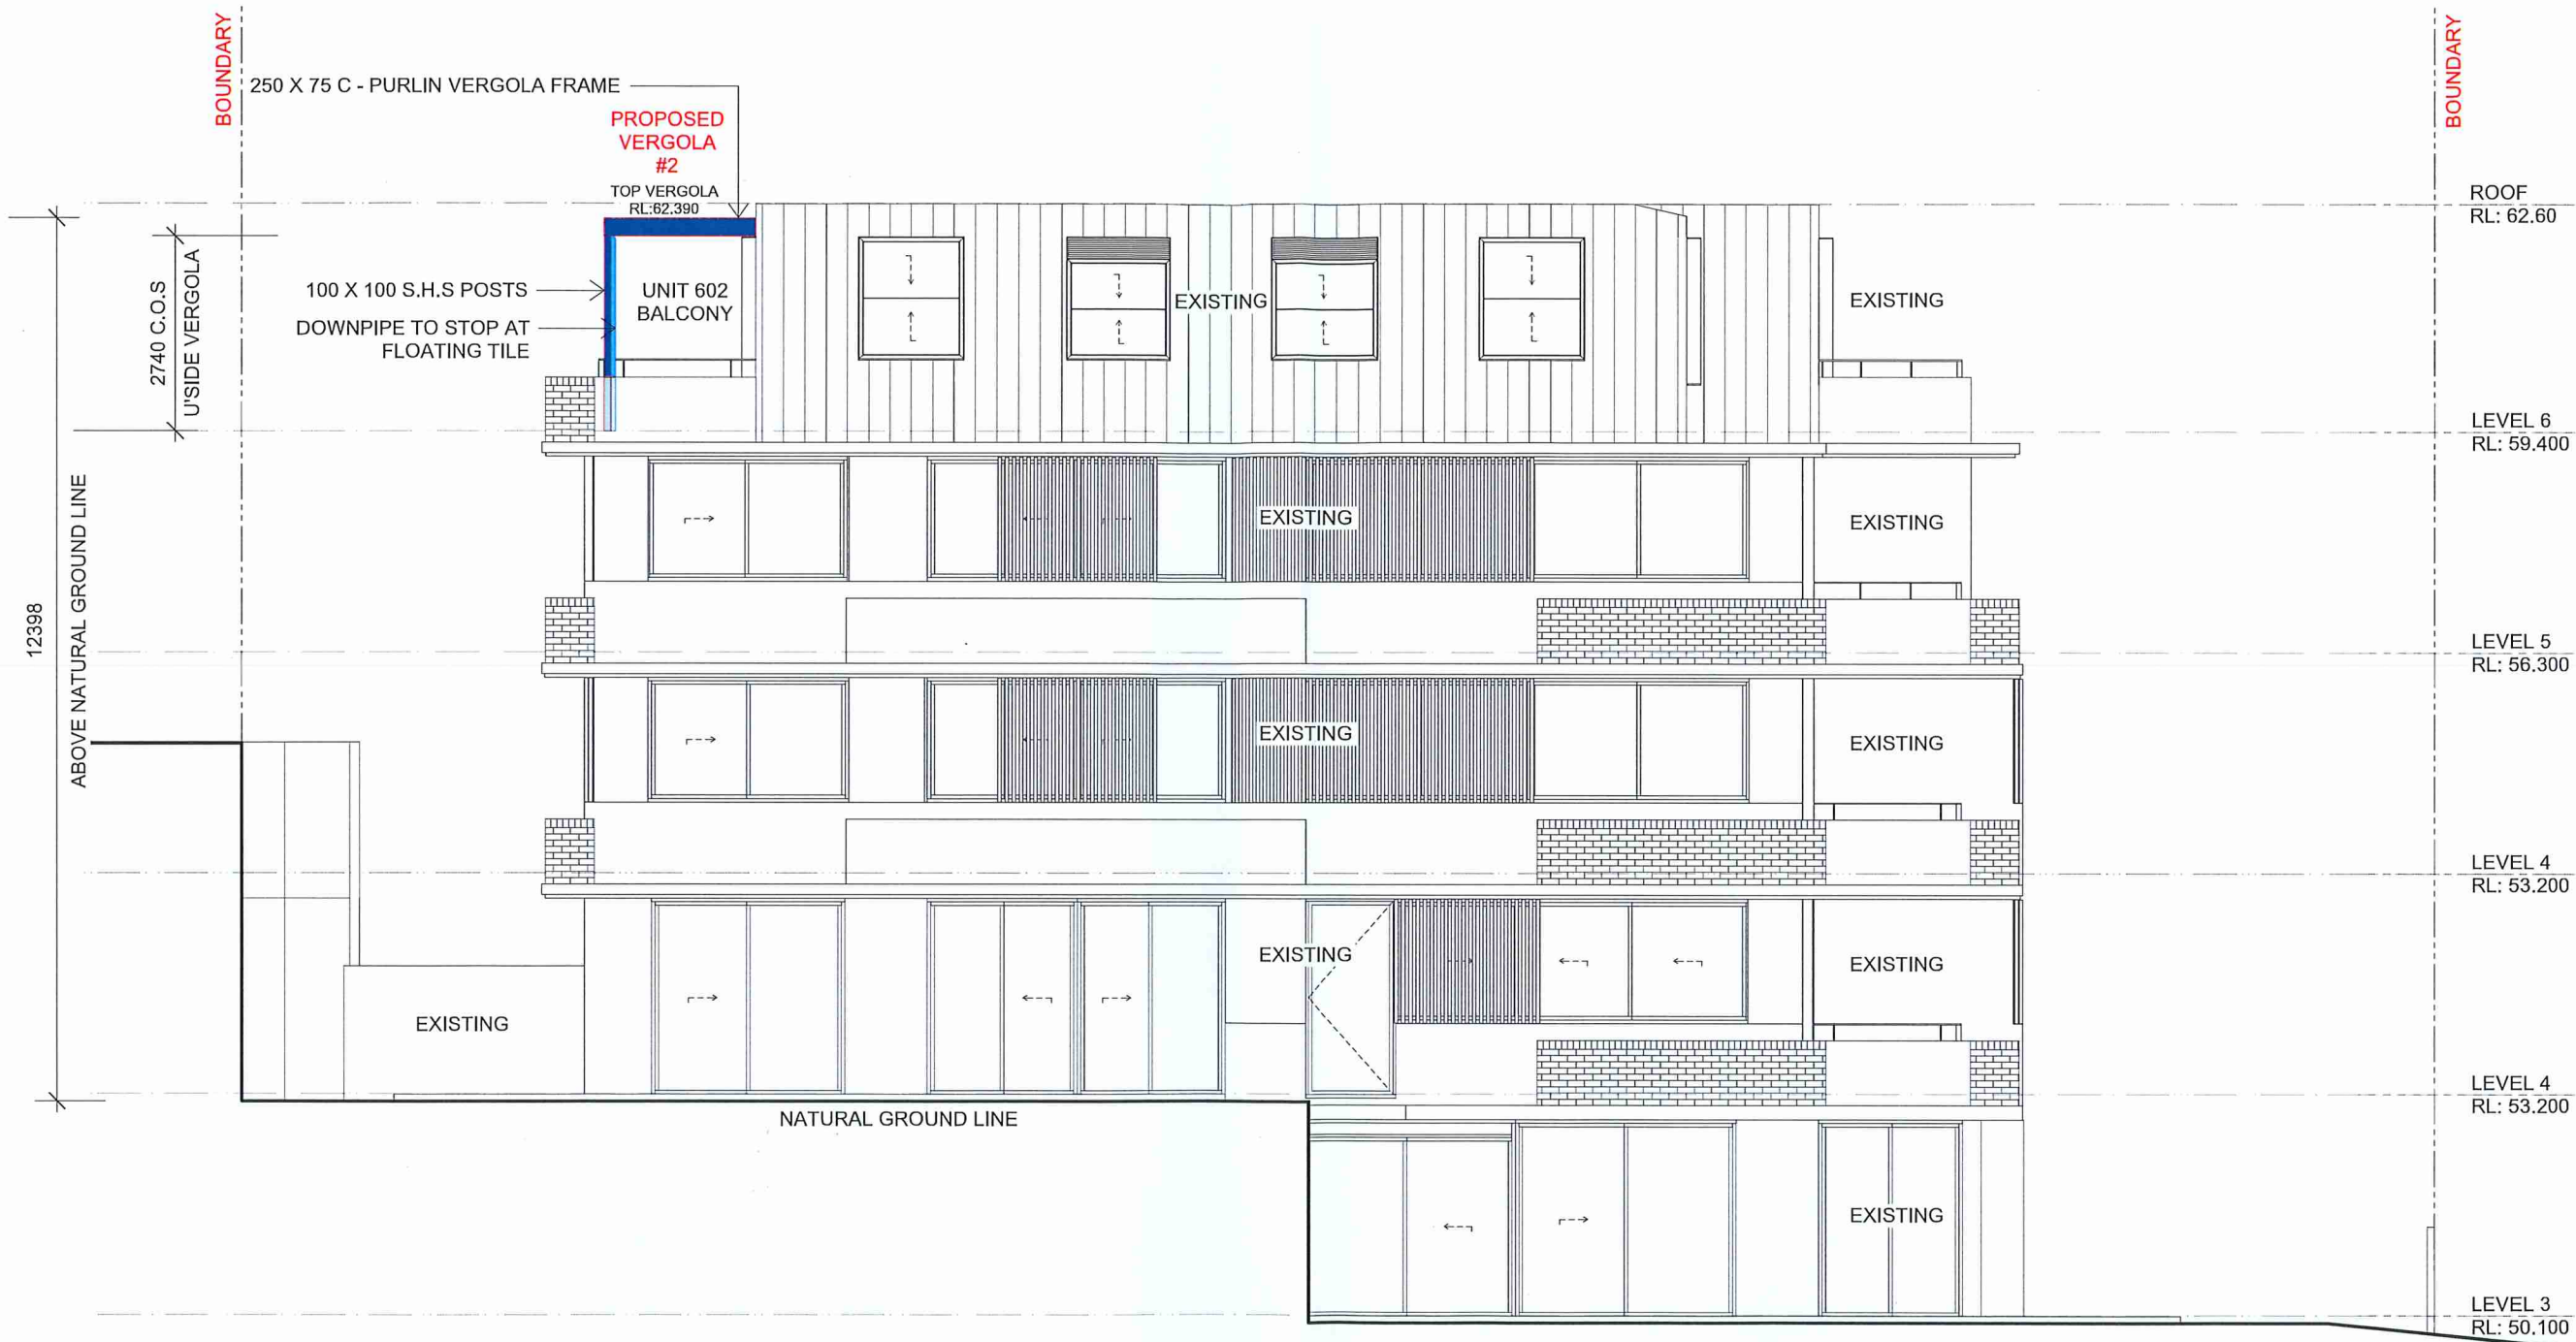 BOUNDARY
BOUNDARY
250 X 75 C - PURLIN VERGOLA FRAME
PROPOSED
VERGOLA
#2
TOP VERGOLA
RL:62.390
ROOF
RL: 62.60
2740 C.O.S
U'SIDE VERGOLA
100 X 100 S.H.S POSTS
DOWNPIPE TO STOP AT
FLOATING TILE
UNIT 602
BALCONY
EXISTING
EXISTING
LEVEL 6
RL: 59.400
12398
ABOVE NATURAL GROUND LINE
EXISTING
EXISTING
LEVEL 5
RL: 56.300
EXISTING
EXISTING
LEVEL 4
RL: 53.200
EXISTING
EXISTING
EXISTING
LEVEL 4
RL: 53.200
NATURAL GROUND LINE
EXISTING
LEVEL 3
RL: 50.100